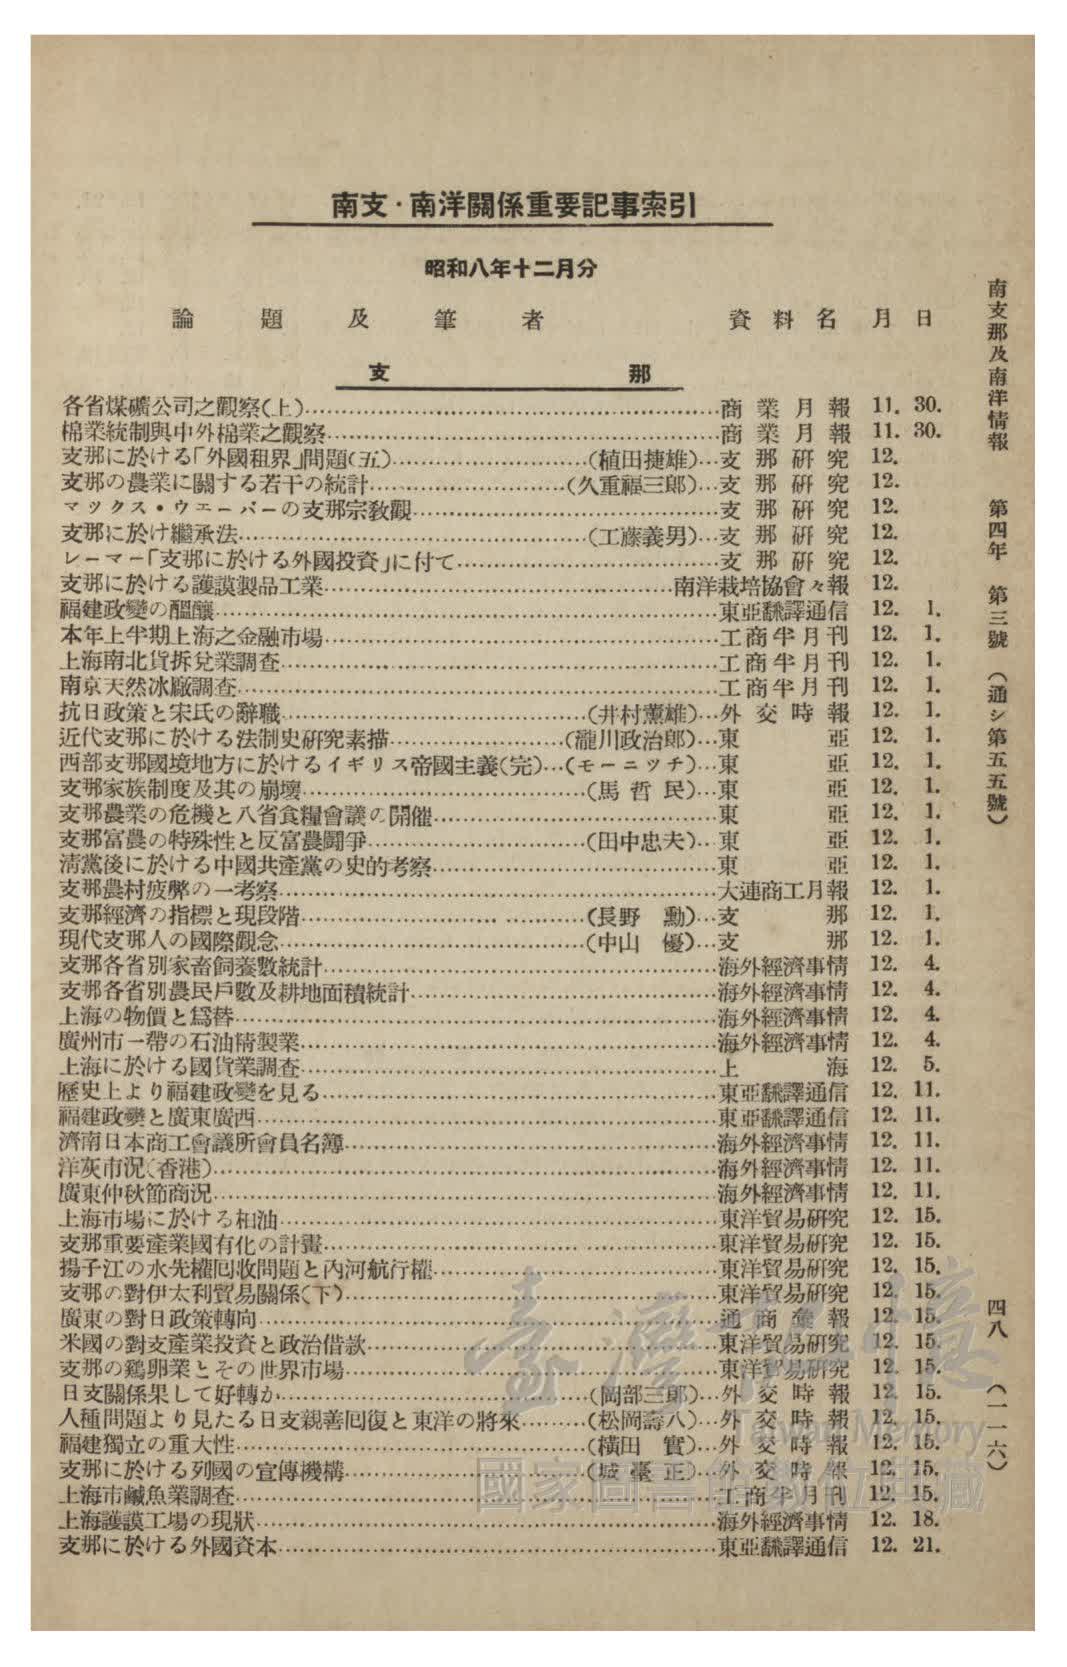 南支・南洋關係重要記事索引
昭和八年十二月分
論題及筆者 資料名 月日
支那
各省煤礦公司之觀察(上)……商業月報 11. 30.
棉業統制與中外棉業之觀察……商業月報 11. 30.
支那に於ける「外國租界」問題(五)……(植田捷雄)…支那研究 12.
支那の農業に關する若干の統計……(久重福三郎)…支那研究 12.
マックス・ウエーバーの支那宗教觀……支那研究 12.
支那に於け繼承法……(工藤義男)…支那研究 12.
レーマー「支那に於ける外國投資」に付て……支那研究 12.
支那に於ける護謨製品工業……南洋栽培協會々報 12.
福建政變の醞釀……東亞飜譯通信 12. 1.
本年上半期上海之金融市場……工商半月刊 12. 1.
上海南北貨拆兌業調查……工商半月刊 12. 1.
南京天然冰廠調查……工商半月刊 12. 1.
抗日政策と宋氏の辭職……(井村薰雄)…外交時報 12. 1.
近代支那に於ける法制史研究素描……(瀧川政治郎)…東亞 12. 1.
西部支那國境地方に於けるイギリス帝國主義(完)…(モーニッチ)…東亞 12. 1.
支那家族制度及其の崩壞……(馬哲民)…東亞 12. 1.
支那農業の危機と八省食糧會議の開催……東亞 12. 1.
支那富農の特殊性と反富農鬪爭……(田中忠夫)…東亞 12. 1.
淸黨後に於ける中國共產黨の史的考察……東亞 12. 1.
支那農村疲弊の一考察……大連商工月報 12. 1.
支那經濟の指標と現段階……(長野 勳)…支那 12. 1.
現代支那人の國際觀念……(中山 優)…支那 12. 1.
支那各省別家畜飼養數統計……海外經濟事情 12. 4.
支那各省別農民戶數及耕地面積統計……海外經濟事情 12. 4.
上海の物價と爲替……海外經濟事情 12. 4.
廣州市一帶の石油精製業……海外經濟事情 12. 4.
上海に於ける國貨業調查……上海 12. 5.
歷史上より福建政變を見る……東亞飜譯通信 12. 11.
福建政變と廣東廣西……東亞飜譯通信 12. 11.
濟南日本商工會議所會員名簿……海外經濟事情 12. 11.
洋灰市況(香港)……海外經濟事情 12. 11.
廣東仲秋節商況……海外經濟事情 12. 11.
上海市場に於ける桕油……東洋貿易研究 12. 15.
支那重要產業國有化の計畫……東洋貿易研究 12. 15.
揚子江の水先權回收問題と內河航行權……東洋貿易研究 12. 15.
支那の對伊太利貿易關係(下)……東洋貿易研究 12. 15.
廣東の對日政策轉向……通商彙報 12. 15.
米國の對支產業投資と政治借款……東洋貿易研究 12. 15.
支那の鷄卵業とその世界市場……東洋貿易研究 12. 15.
日支關係果して好轉か……(岡部三郎)…外交時報 12. 15.
人種問題より見たる日支親善回復と東洋の將來……(松岡壽八)…外交時報 12. 15.
福建獨立の重大性……(橫田 實)…外交時報 12. 15.
支那に於ける列國の宣傳機構……(城臺正)…外交時報 12. 15.
上海市鹹魚業調查……工商半月刊 12. 15.
上海護謨工場の現狀……海外經濟事情 12. 18.
支那に於ける外國資本……東亞飜譯通信 12. 21.
南支那及南洋情報 第四年 第三號 (通シ第五五號)
四八 (一一六)
臺灣記憶
Taiwan Memory
國家圖書館數位典藏